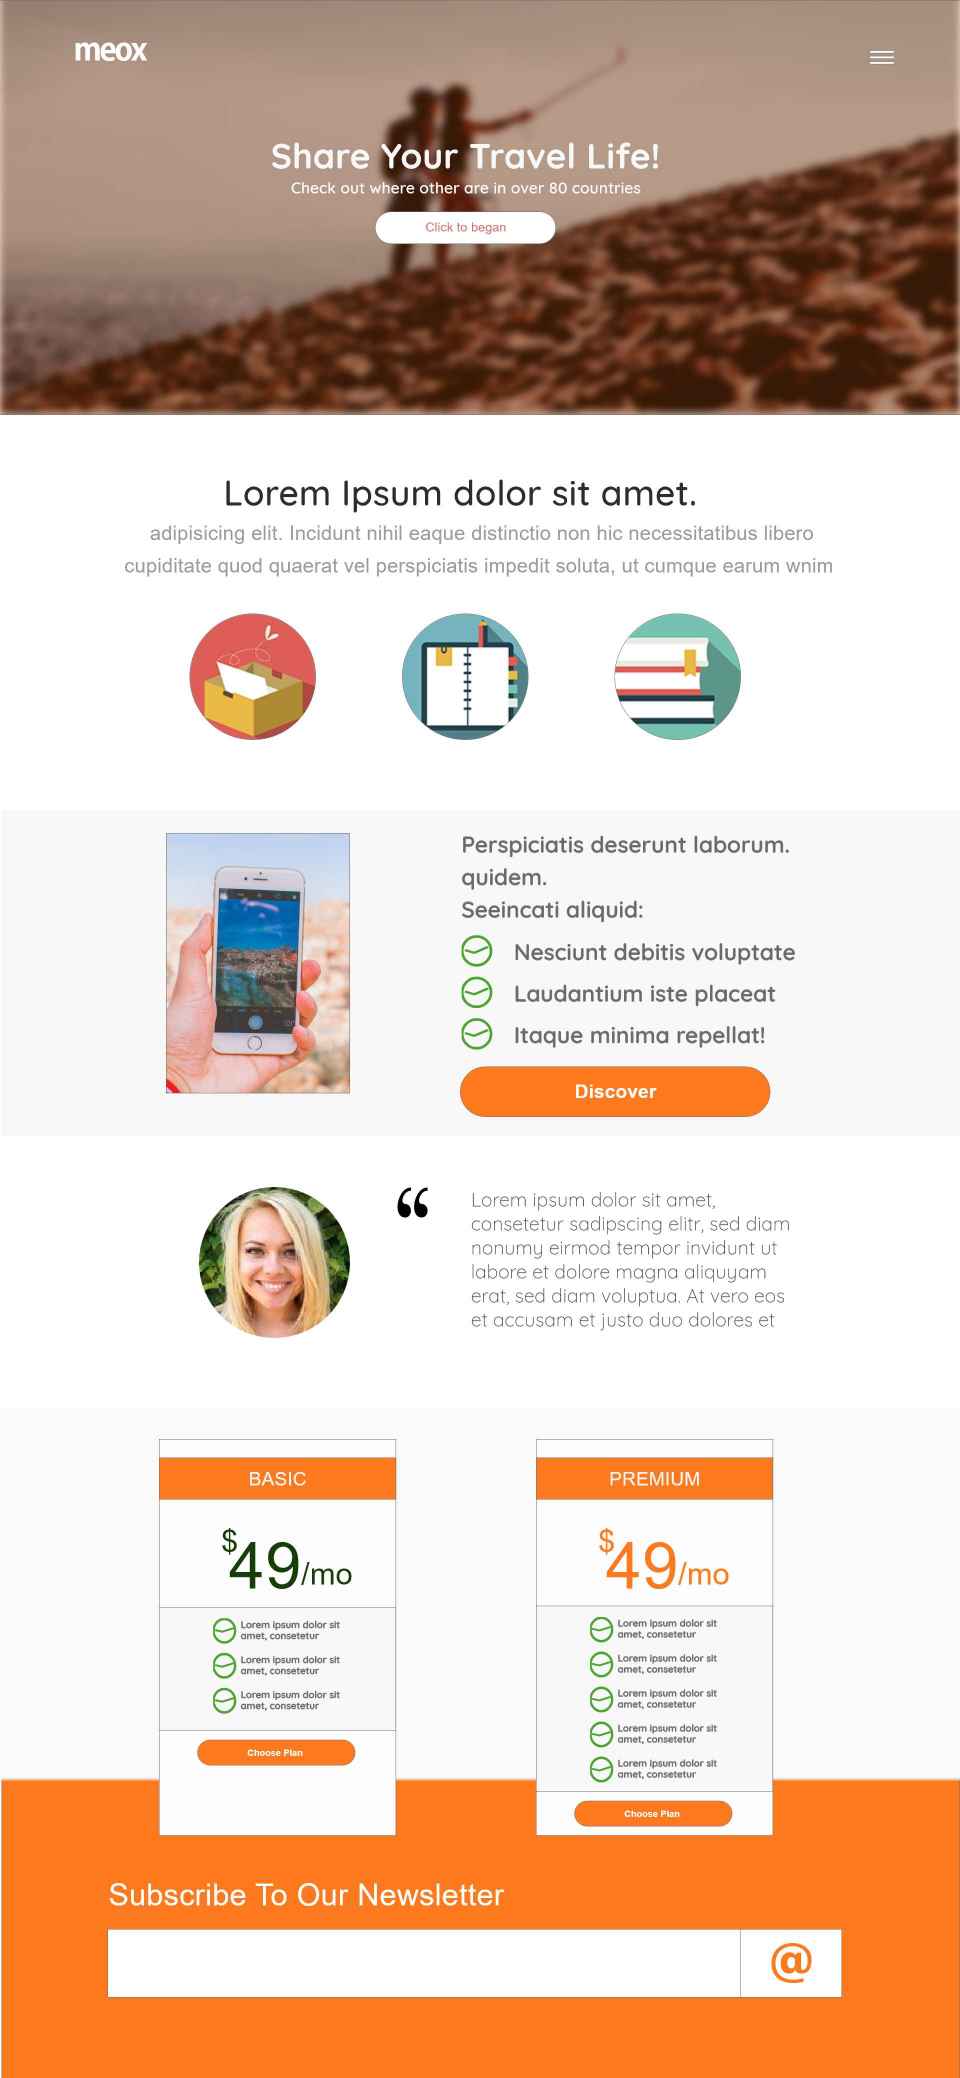 meox
Share Your Travel Life!
Check out where other are in over 80 countries
Click to began
Lorem Ipsum dolor sit amet.
adipisicing elit. Incidunt nihil eaque distinctio non hic necessitatibus libero
cupiditate quod quaerat vel perspiciatis impedit soluta, ut cumque earum wnim
Perspiciatis deserunt laborum.
quidem.
Seeincati aliquid:
Nesciunt debitis voluptate
Laudantium iste placeat
Itaque minima repellat!
Discover
“
Lorem ipsum dolor sit amet,
consetetur sadipscing elitr, sed diam
nonumy eirmod tempor invidunt ut
labore et dolore magna aliquyam
erat, sed diam voluptua. At vero eos
et accusam et justo duo dolores et
BASIC
$49/mo
Lorem ipsum dolor sit
amet, consetetur
Lorem ipsum dolor sit
amet, consetetur
Lorem ipsum dolor sit
amet, consetetur
Choose Plan
PREMIUM
$49/mo
Lorem ipsum dolor sit
amet, consetetur
Lorem ipsum dolor sit
amet, consetetur
Lorem ipsum dolor sit
amet, consetetur
Lorem ipsum dolor sit
amet, consetetur
Lorem ipsum dolor sit
amet, consetetur
Choose Plan
Subscribe To Our Newsletter
@